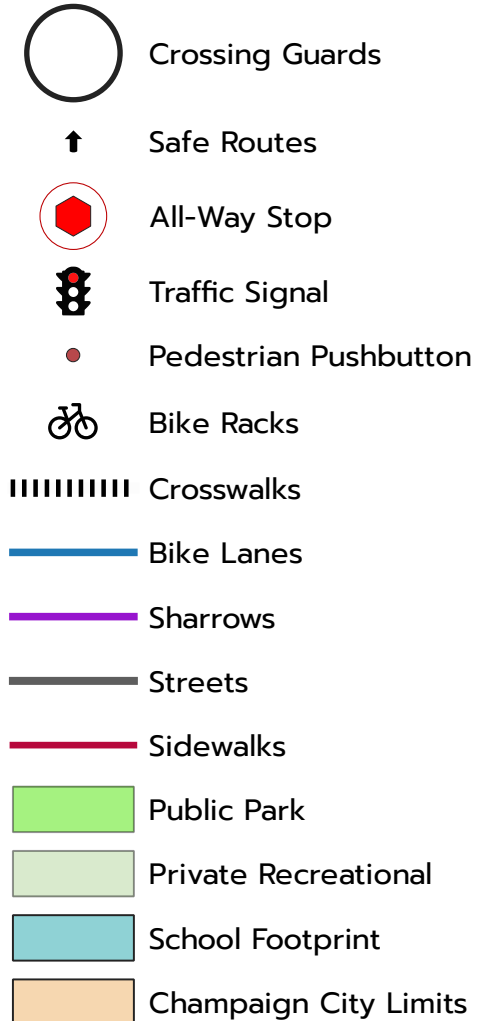 Crossing Guards
Safe Routes
All-Way Stop
Traffic Signal
Pedestrian Pushbutton
Bike Racks
Crosswalks
Bike Lanes
Sharrows
Streets
Sidewalks
Public Park
Private Recreational
School Footprint
Champaign City Limits